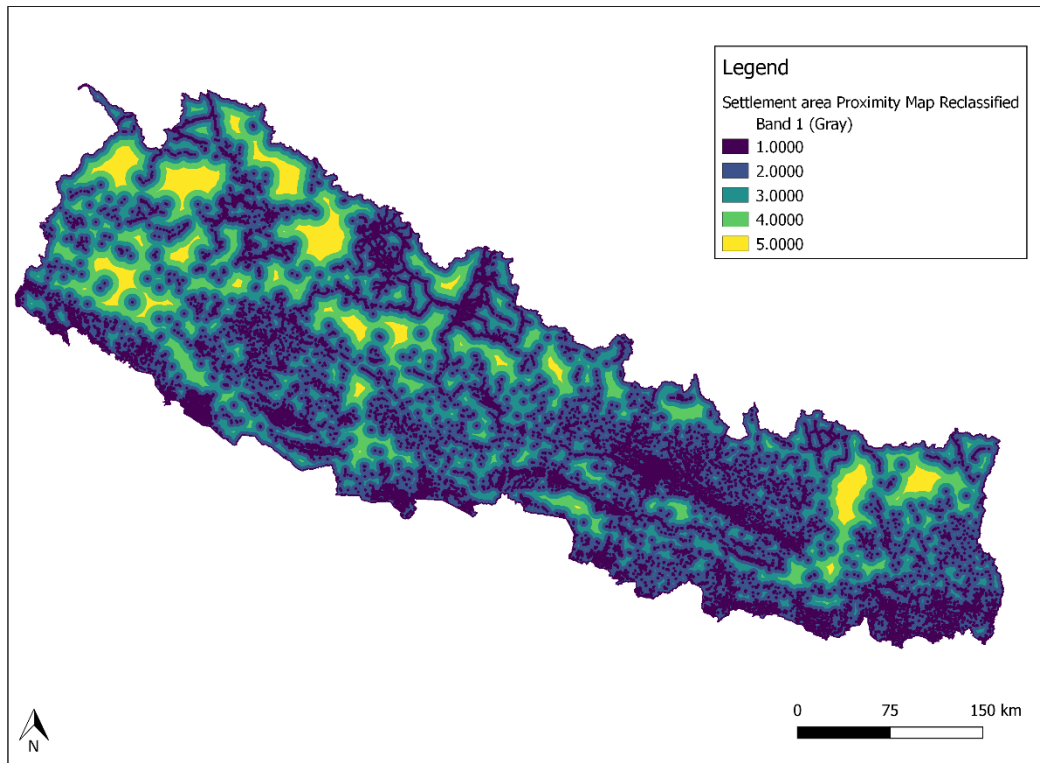 Legend
Settlement area Proximity Map Reclassified
Band 1 (Gray)
1.0000
2.0000
3.0000
4.0000
5.0000
N
0 75 150 km